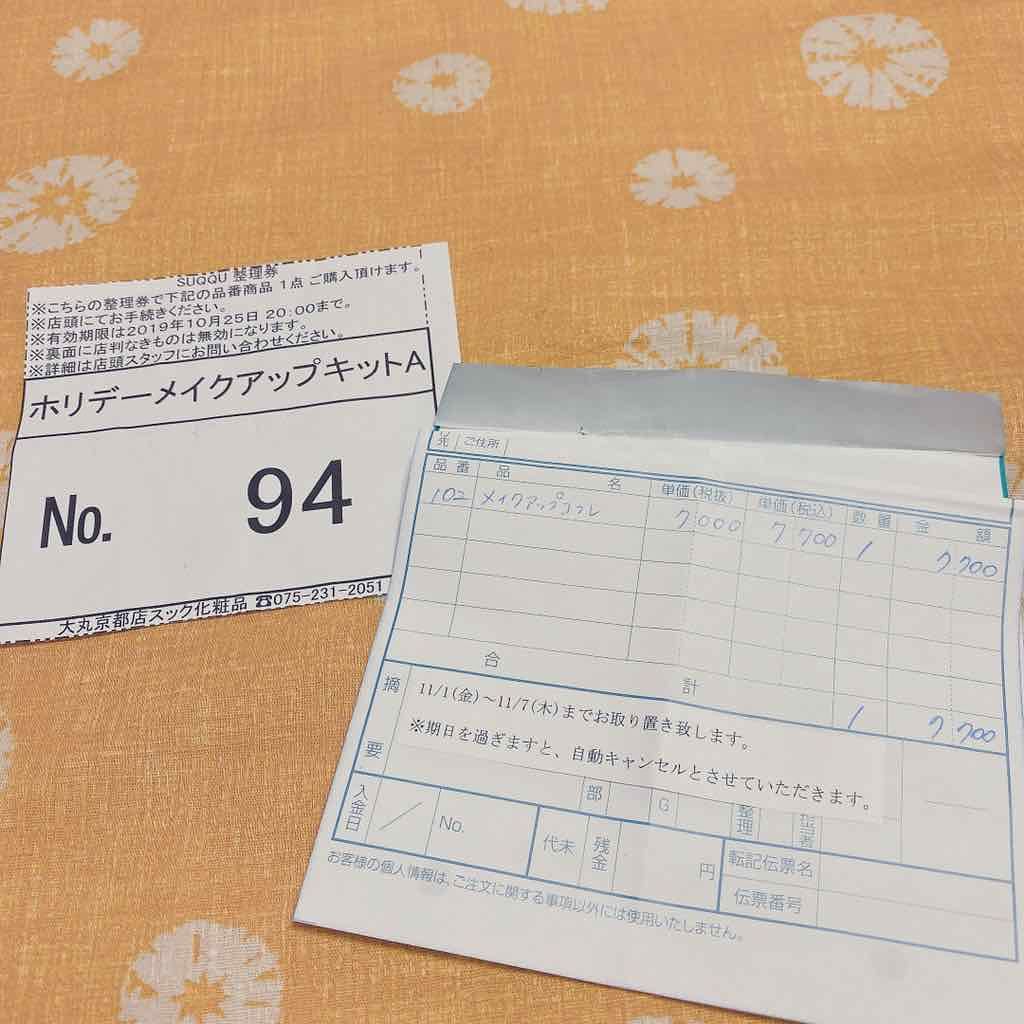 SUQQU 整理券
※こちらの整理券で下記の品番商品 1点 ご購入頂けます。
※店頭にてお手続きください。
※有効期限は2019年10月25日 20:00まで。
※裏面に店判なきものは無効になります。
※詳細は店頭スタッフにお問い合わせください。
ホリデーメイクアップキットA
No. 94
大丸京都店スック化粧品 ☎075-231-2051
先 ご住所
品番 品名 単価(税抜) 単価(税込) 数量 金額
102 メイクアップコフレ 7000 7700 1 7700
合計 1 7700
摘要
11/1(金)～11/7(木)までお取り置き致します。
※期日を過ぎますと、自動キャンセルとさせていただきます。
部 G 整理 担当者
入金日 / No. 代未 残金 円 転記伝票名
伝票番号
お客様の個人情報は、ご注文に関する事項以外には使用いたしません。